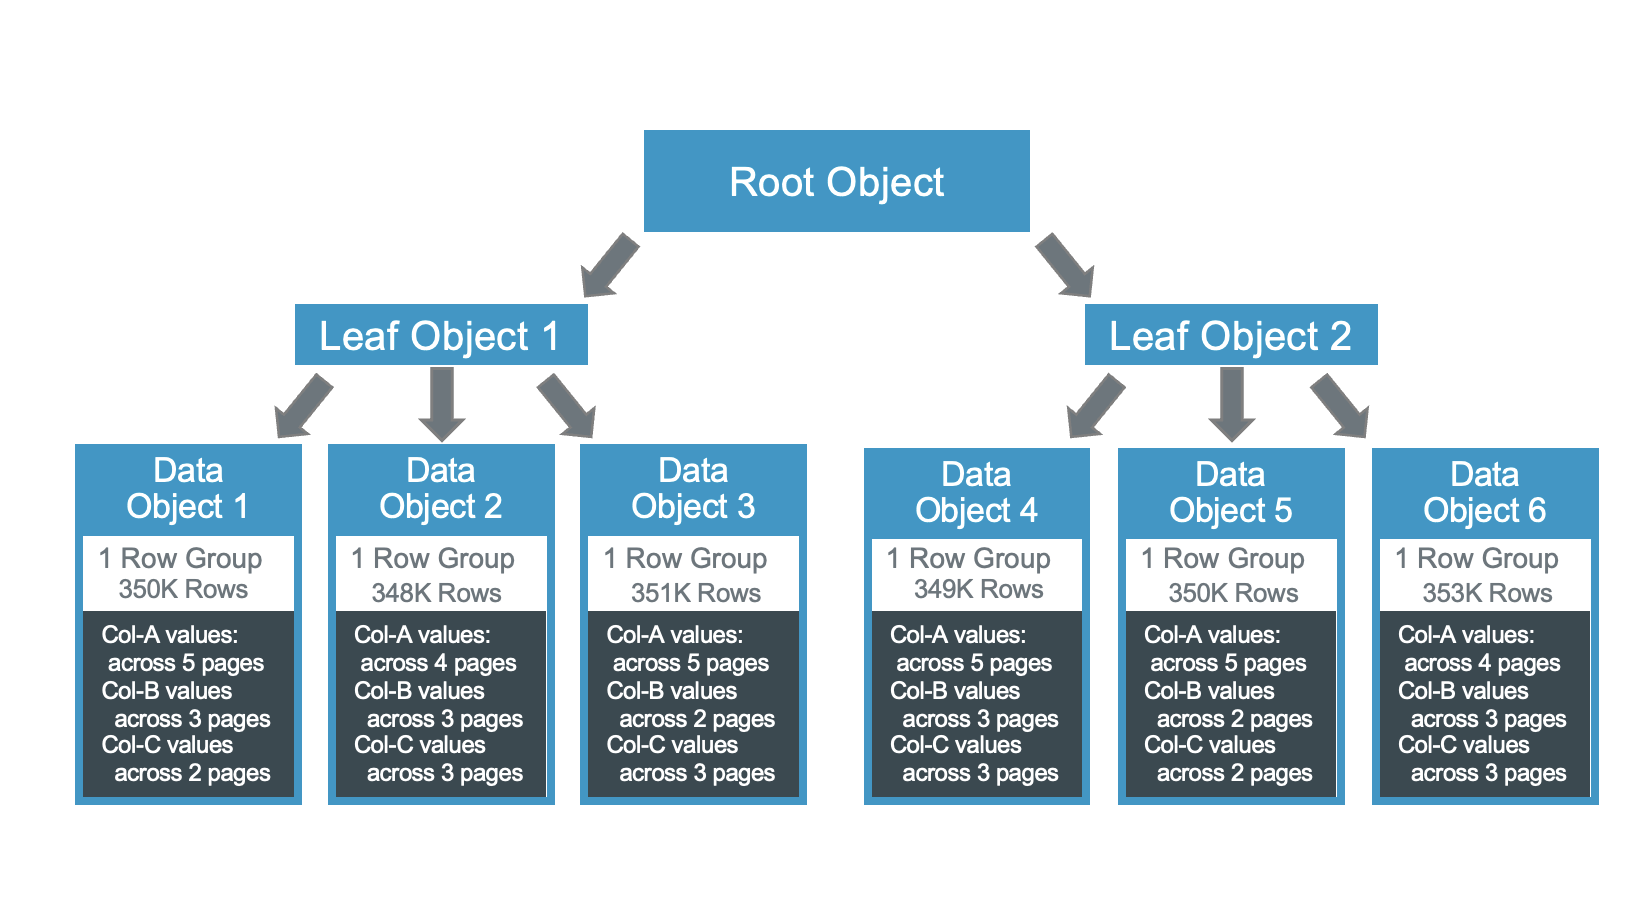 Root Object
Leaf Object 1
Leaf Object 2
Data
Object 1
1 Row Group
350K Rows
Col-A values:
across 5 pages
Col-B values
across 3 pages
Col-C values
across 2 pages
Data
Object 2
1 Row Group
348K Rows
Col-A values:
across 4 pages
Col-B values
across 3 pages
Col-C values
across 3 pages
Data
Object 3
1 Row Group
351K Rows
Col-A values:
across 5 pages
Col-B values
across 2 pages
Col-C values
across 3 pages
Data
Object 4
1 Row Group
349K Rows
Col-A values:
across 5 pages
Col-B values
across 3 pages
Col-C values
across 3 pages
Data
Object 5
1 Row Group
350K Rows
Col-A values:
across 5 pages
Col-B values
across 2 pages
Col-C values
across 2 pages
Data
Object 6
1 Row Group
353K Rows
Col-A values:
across 4 pages
Col-B values
across 3 pages
Col-C values
across 3 pages